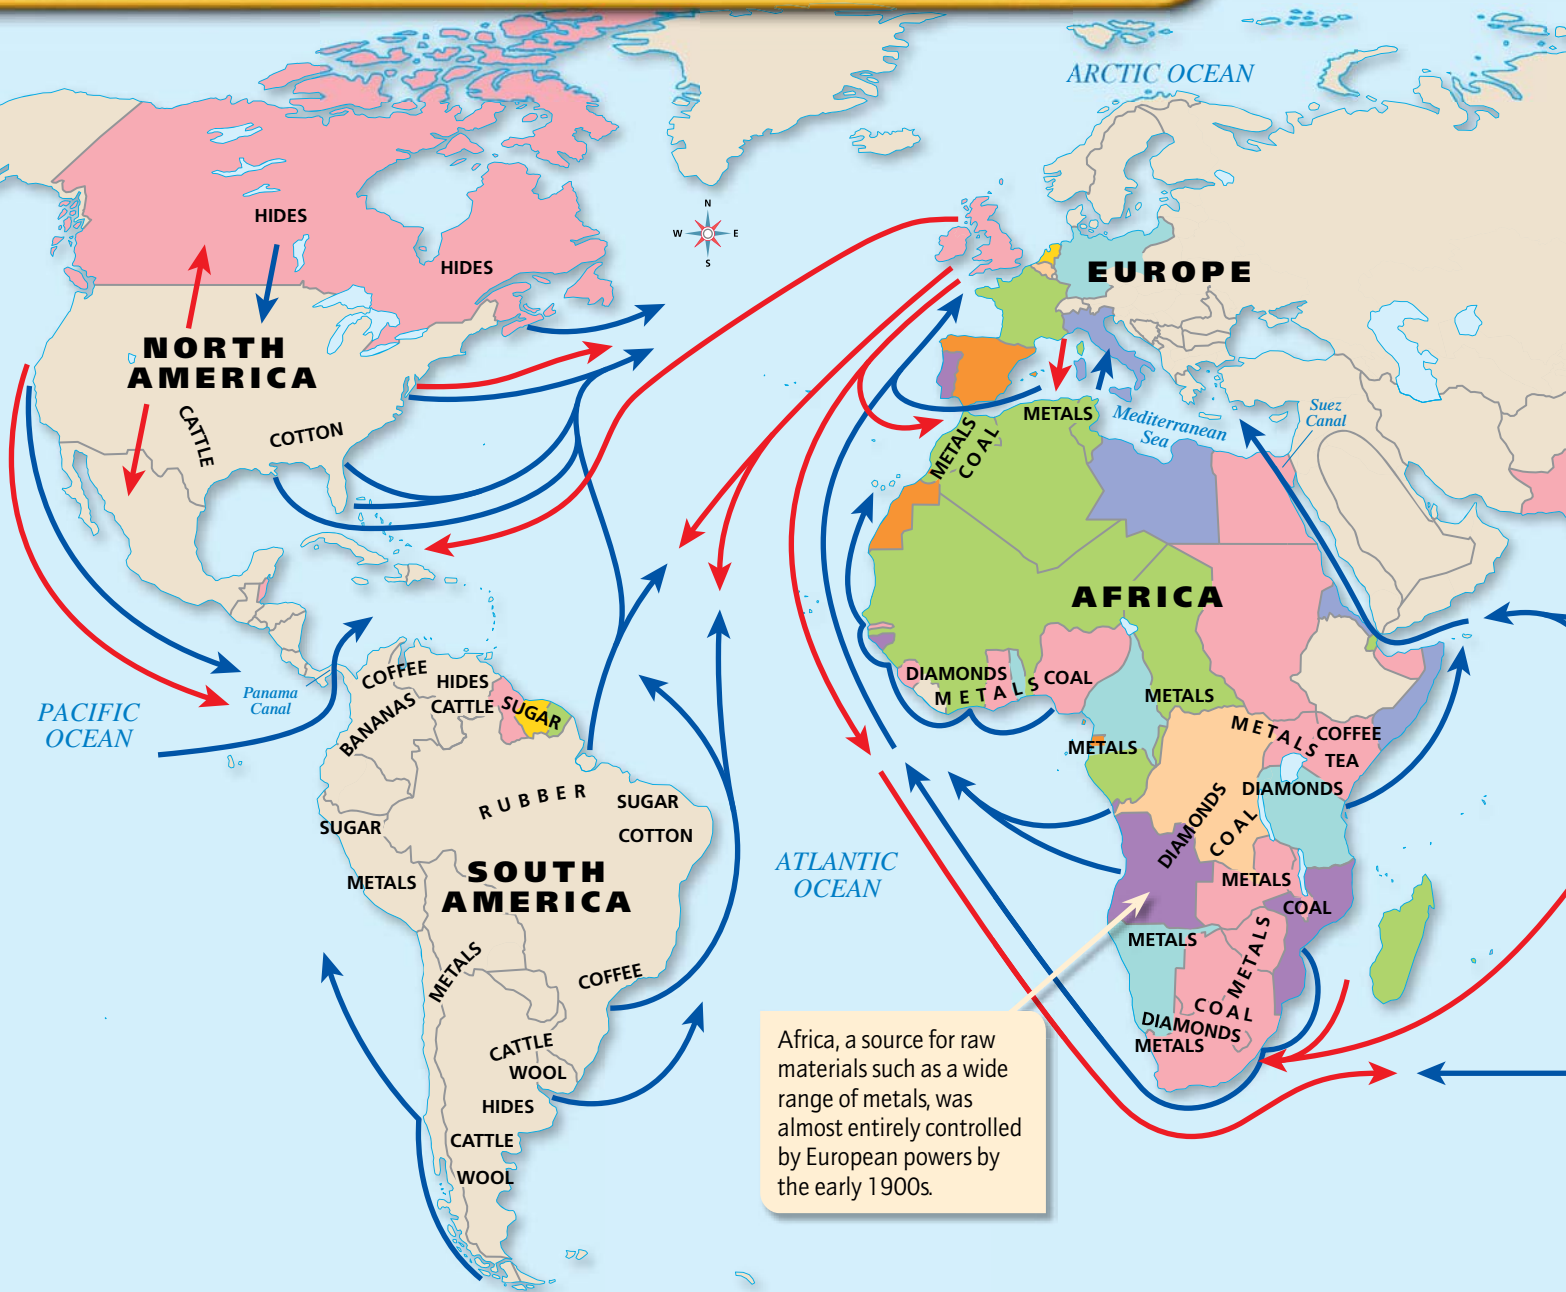 ARCTIC OCEAN
HIDES
HIDES
N
W
E
S
EUROPE
NORTH
AMERICA
CATTLE
COTTON
METALS
METALS
COAL
Mediterranean
Sea
Suez
Canal
AFRICA
PACIFIC
OCEAN
Panama
Canal
COFFEE
HIDES
CATTLE
BANANAS
SUGAR
DIAMONDS
METALS
COAL
METALS
METALS
METALS
COFFEE
TEA
DIAMONDS
RUBBER
SUGAR
COTTON
SUGAR
METALS
SOUTH
AMERICA
ATLANTIC
OCEAN
DIAMONDS
COAL
METALS
COAL
METALS
METALS
COAL
DIAMONDS
METALS
METALS
COFFEE
CATTLE
WOOL
HIDES
CATTLE
WOOL
Africa, a source for raw
materials such as a wide
range of metals, was
almost entirely controlled
by European powers by
the early 1900s.